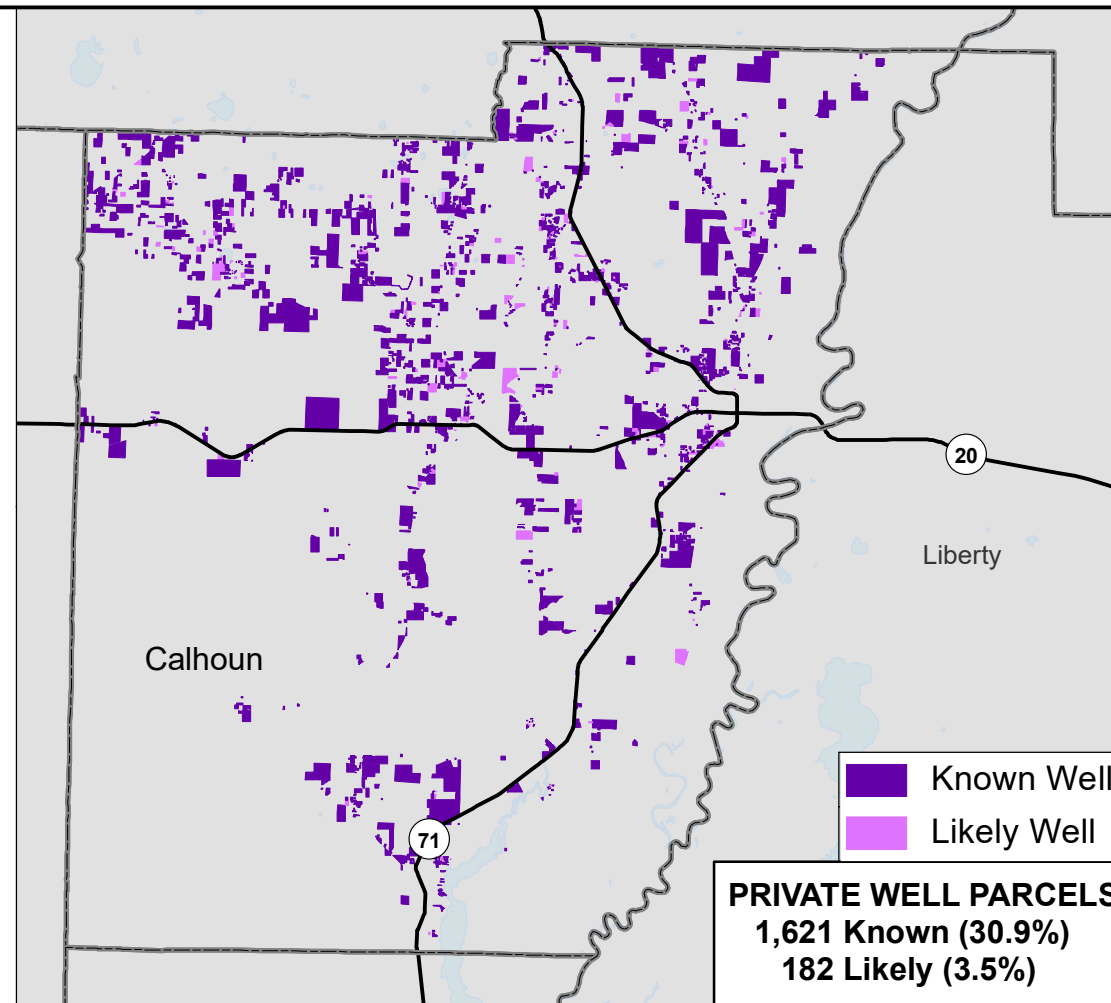 20
Liberty
Calhoun
Known Well
Likely Well
71
PRIVATE WELL PARCELS
1,621 Known (30.9%)
182 Likely (3.5%)